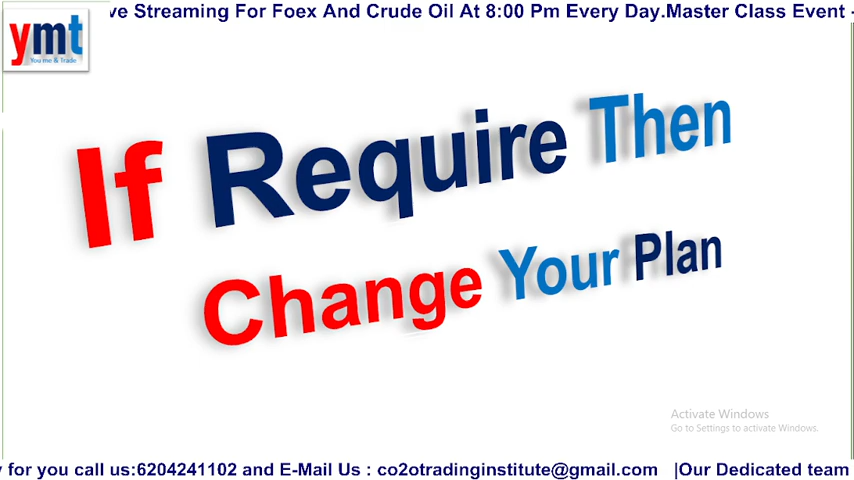 ve Streaming For Foex And Crude Oil At 8:00 Pm Every Day.Master Class Event -
ymt
You me & Trade
If Require Then
Change Your Plan
Activate Windows
Go to Settings to activate Windows.
y for you call us:6204241102 and E-Mail Us : co2otradinginstitute@gmail.com |Our Dedicated team